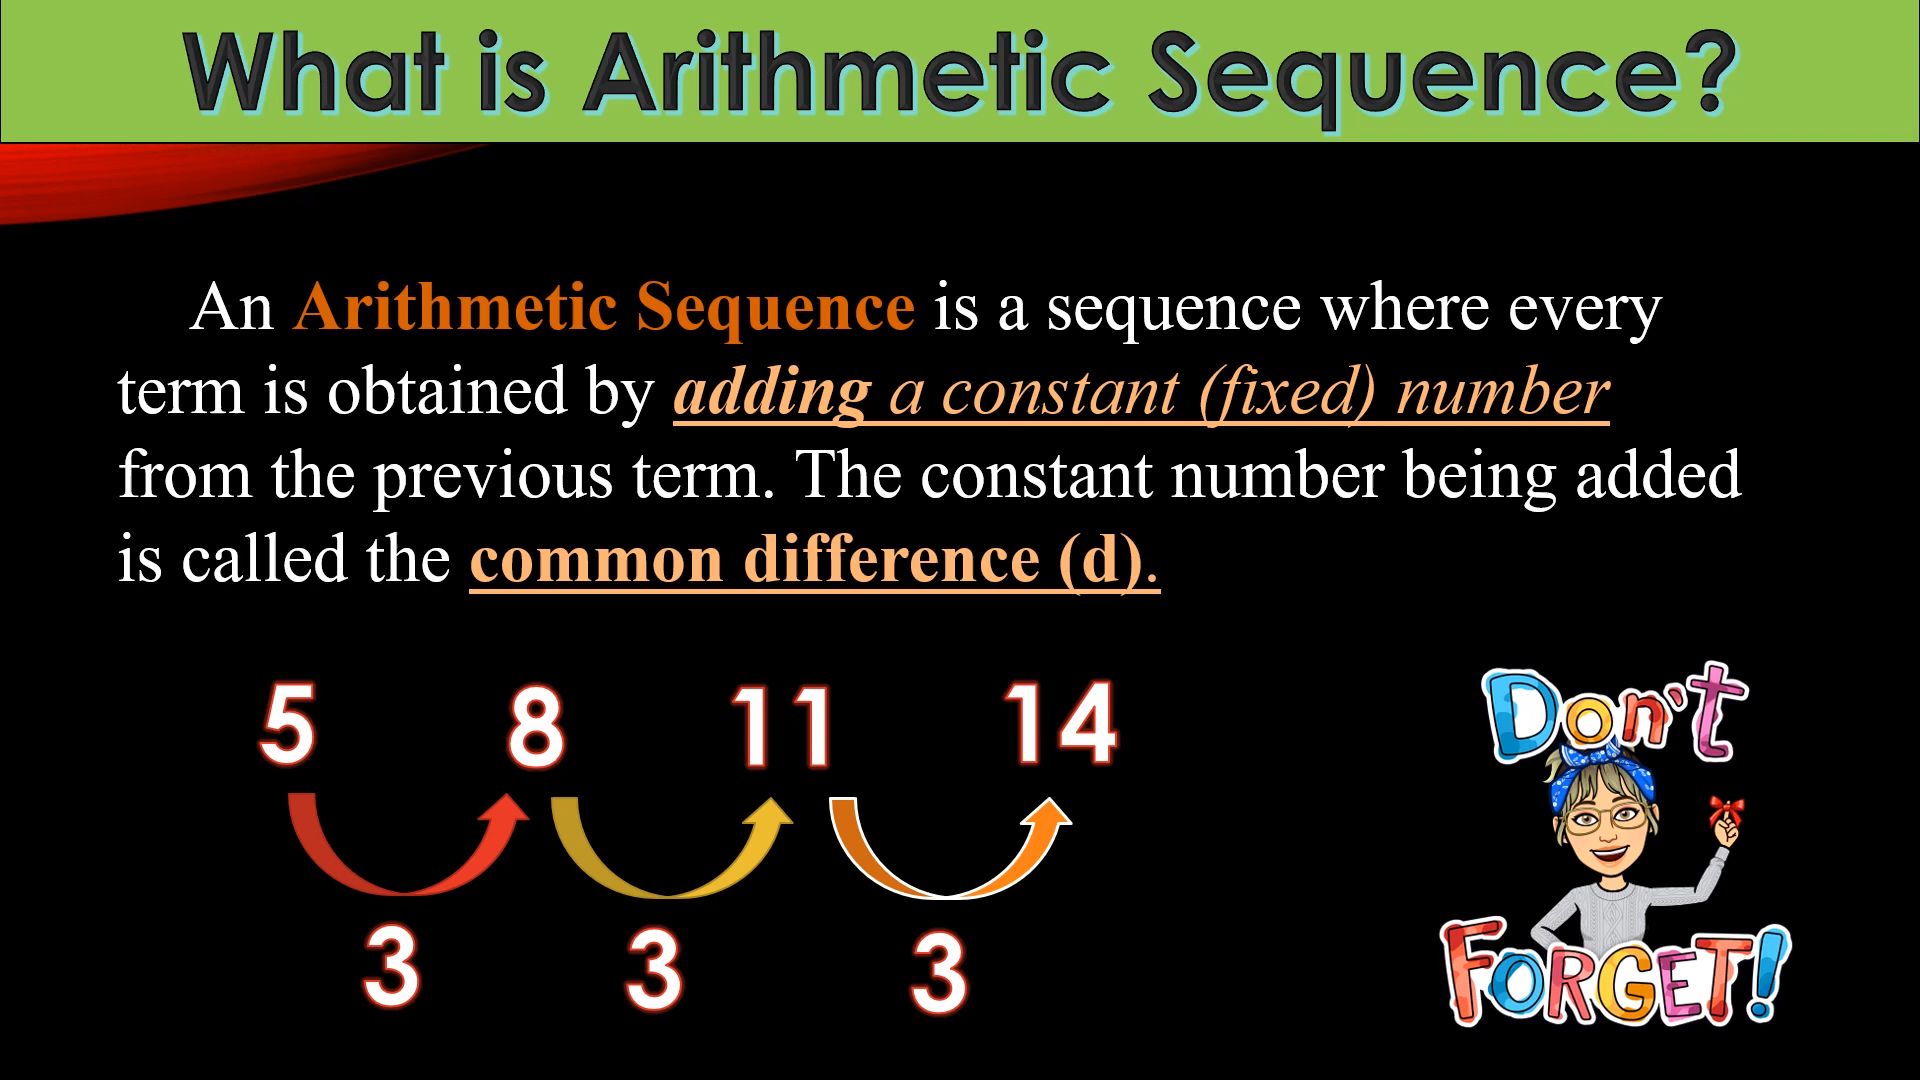 What is Arithmetic Sequence?
An Arithmetic Sequence is a sequence where every
term is obtained by adding a constant (fixed) number
from the previous term. The constant number being added
is called the common difference (d).
5 8 11 14
3 3 3
Don't
FORGET!